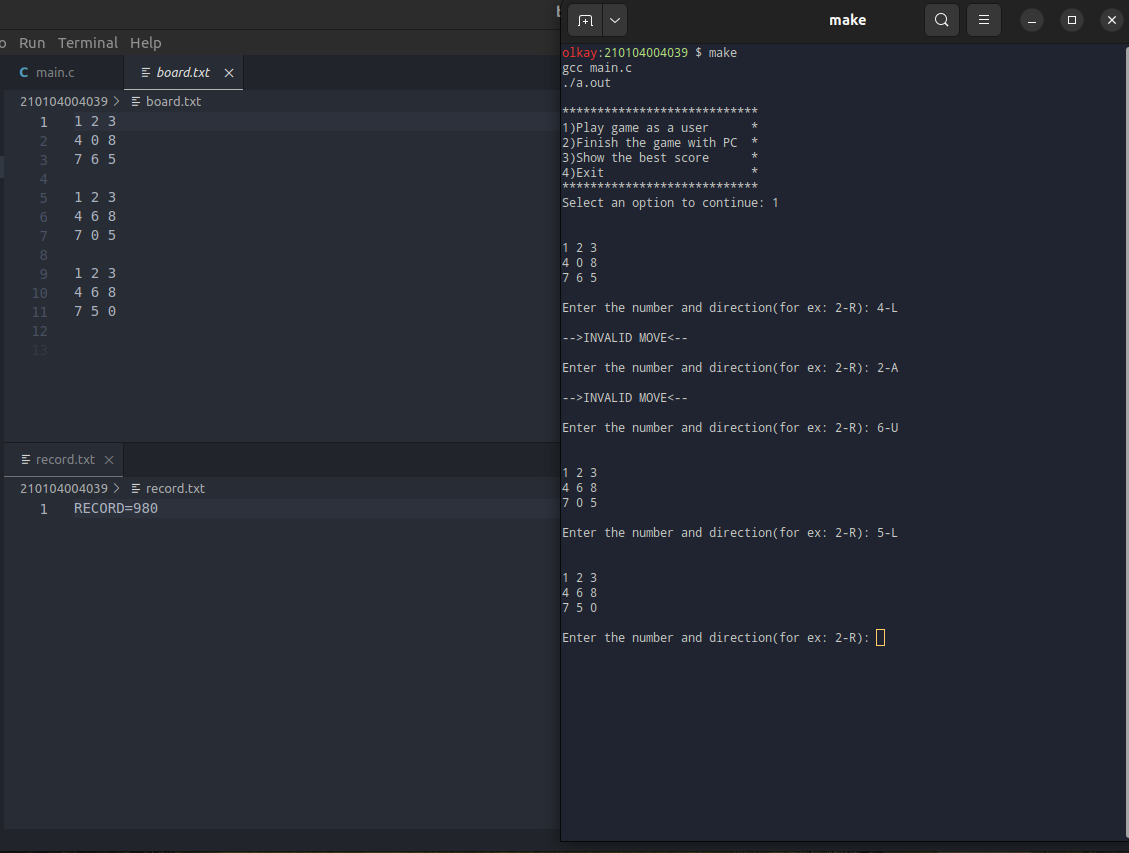 Run Terminal Help
main.c board.txt
210104004039 > board.txt
1 1 2 3
2 4 0 8
3 7 6 5
4
5 1 2 3
6 4 6 8
7 7 0 5
8
9 1 2 3
10 4 6 8
11 7 5 0
12
13
record.txt
210104004039 > record.txt
1 RECORD=980
make
olkay:210104004039 $ make
gcc main.c
./a.out
****************************
1)Play game as a user *
2)Finish the game with PC *
3)Show the best score *
4)Exit *
****************************
Select an option to continue: 1
1 2 3
4 0 8
7 6 5
Enter the number and direction(for ex: 2-R): 4-L
-->INVALID MOVE<--
Enter the number and direction(for ex: 2-R): 2-A
-->INVALID MOVE<--
Enter the number and direction(for ex: 2-R): 6-U
1 2 3
4 6 8
7 0 5
Enter the number and direction(for ex: 2-R): 5-L
1 2 3
4 6 8
7 5 0
Enter the number and direction(for ex: 2-R):